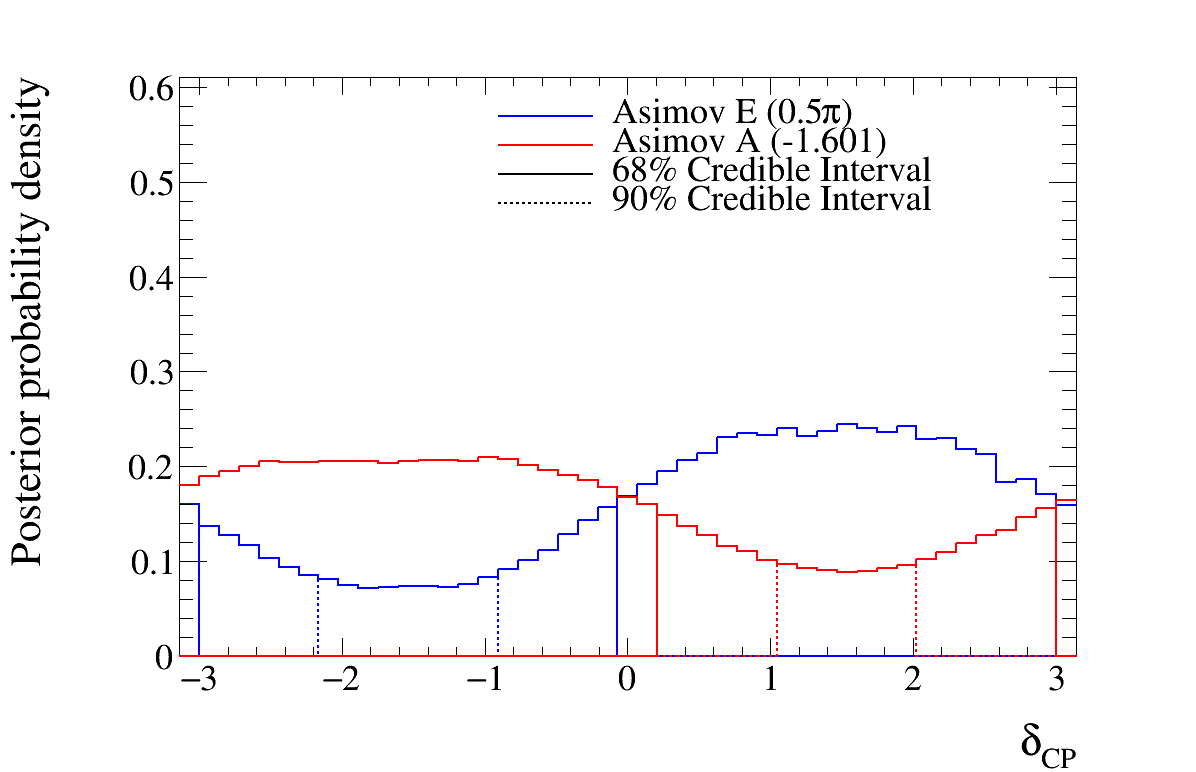 Posterior probability density
0.6
0.5
0.4
0.3
0.2
0.1
0
Asimov E (0.5π)
Asimov A (-1.601)
68% Credible Interval
90% Credible Interval
−3 −2 −1 0 1 2 3
δCP